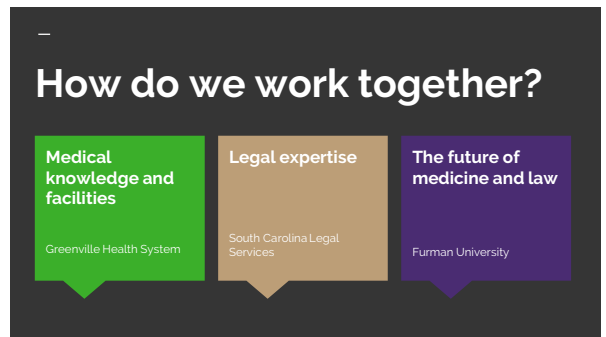 How do we work together?
Medical
knowledge and
facilities
Greenville Health System
Legal expertise
South Carolina Legal
Services
The future of
medicine and law
Furman University